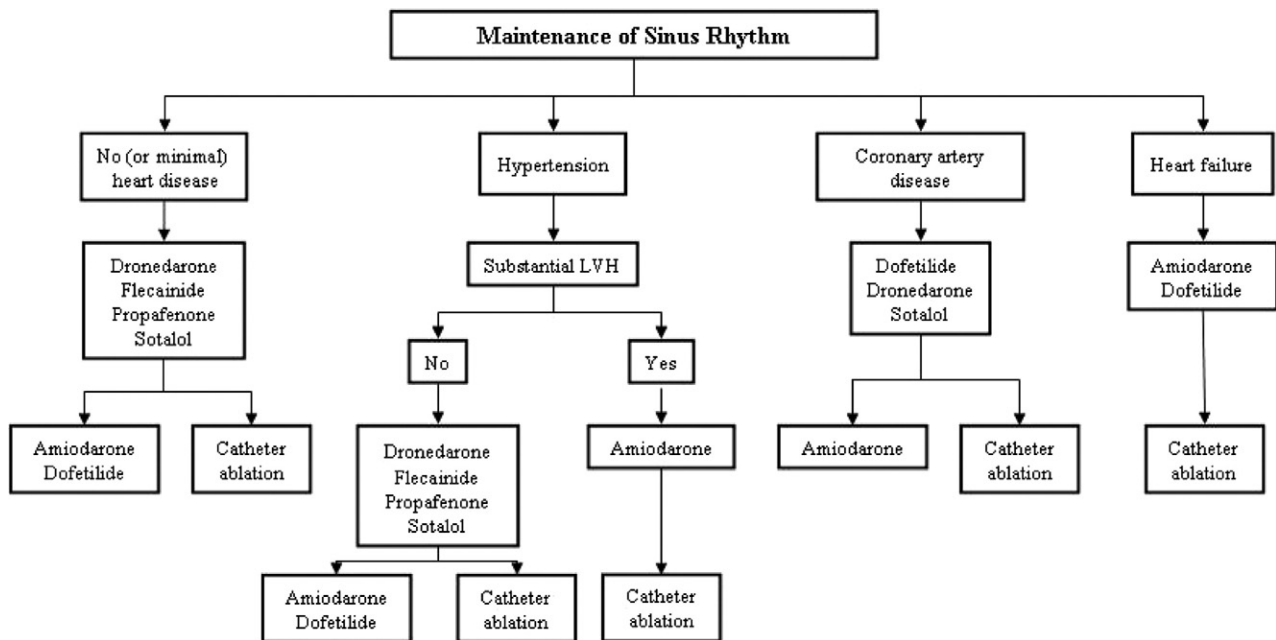 Maintenance of Sinus Rhythm
No (or minimal)
heart disease
Hypertension
Coronary artery
disease
Heart failure
Dronedarone
Flecainide
Propafenone
Sotalol
Substantial LVH
Dofetilide
Dronedarone
Sotalol
Amiodarone
Dofetilide
No
Yes
Amiodarone
Dofetilide
Catheter
ablation
Dronedarone
Flecainide
Propafenone
Sotalol
Amiodarone
Amiodarone
Catheter
ablation
Catheter
ablation
Amiodarone
Dofetilide
Catheter
ablation
Catheter
ablation